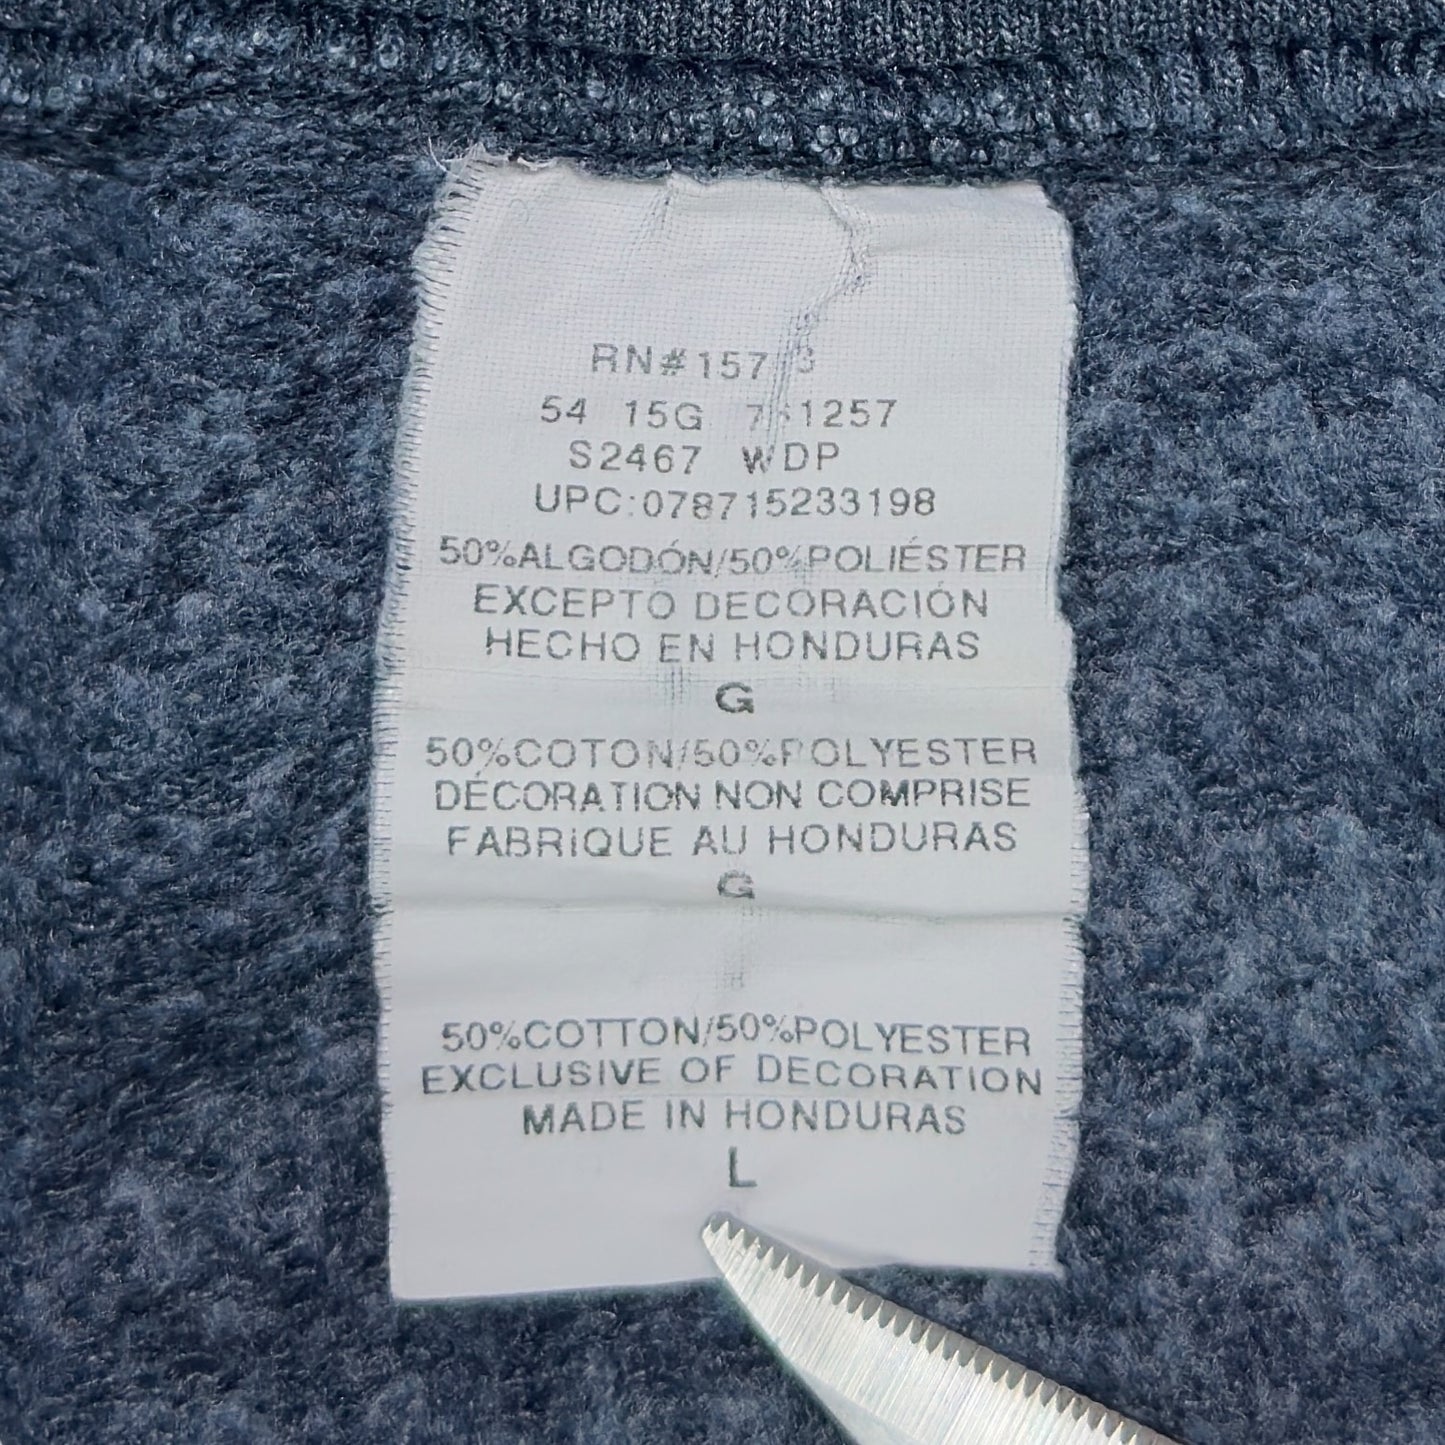 RN#157
54 15G
S2467 WDP
UPC:078715233198
50%ALGODÓN/50%POLIÉSTER
EXCEPTO DECORACIÓN
HECHO EN HONDURAS
G
50%COTON/50%POLYESTER
DÉCORATION NON COMPRISE
FABRIQUE AU HONDURAS
G
50%COTTON/50%POLYESTER
EXCLUSIVE OF DECORATION
MADE IN HONDURAS
L